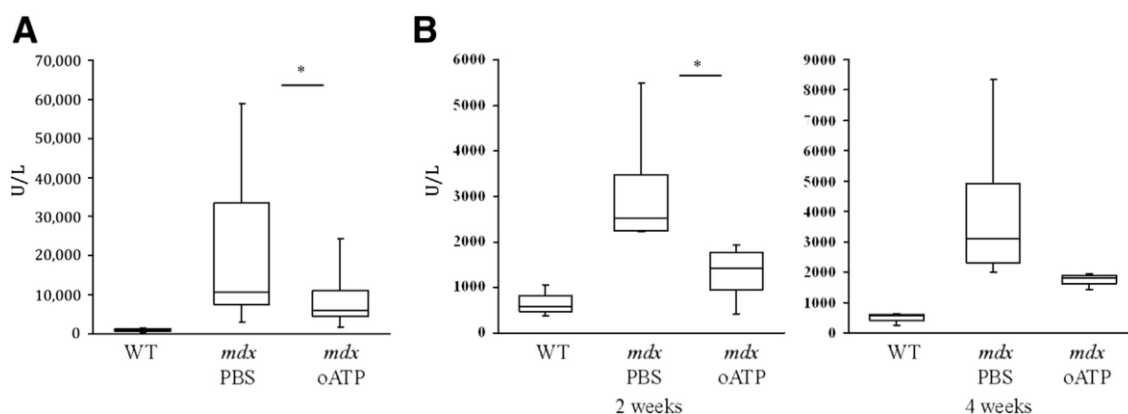 A
B
U/L
70,000
60,000
50,000
40,000
30,000
20,000
10,000
0
*
WT
mdx
PBS
mdx
oATP
U/L
6000
5000
4000
3000
2000
1000
0
*
WT
mdx
PBS
mdx
oATP
2 weeks
9000
8000
7000
6000
5000
4000
3000
2000
1000
0
WT
mdx
PBS
mdx
oATP
4 weeks